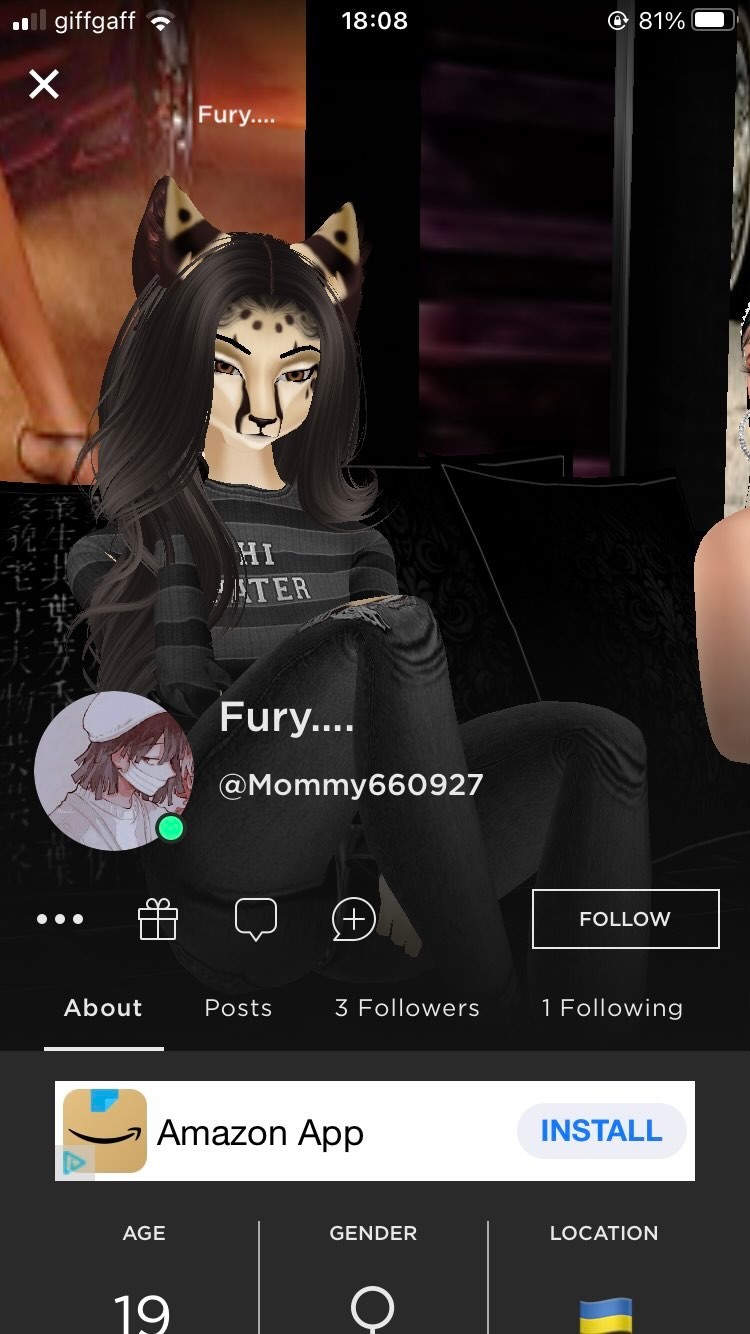 giffgaff
18:08
81%
Fury....
HI
Fury....
@Mommy660927
FOLLOW
About
Posts
3 Followers
1 Following
Amazon App
INSTALL
AGE
GENDER
LOCATION
19